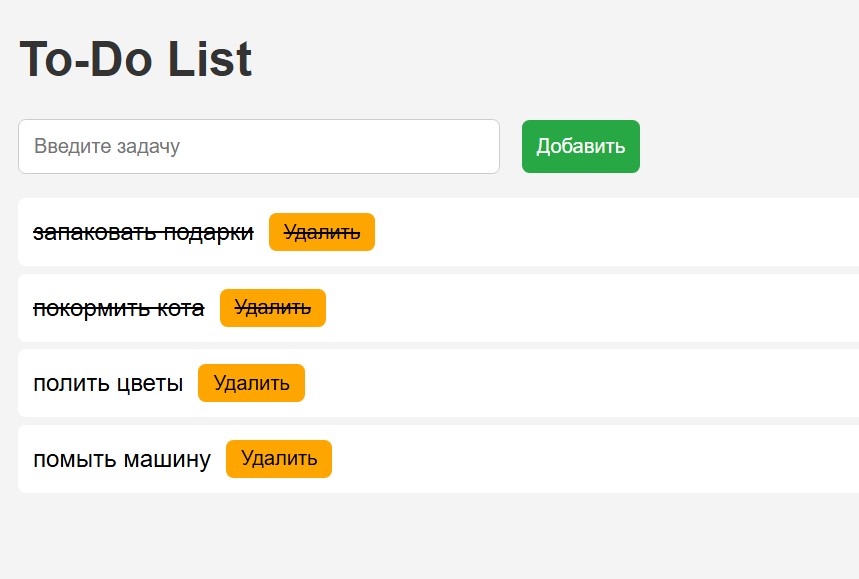 To-Do List
Введите задачу Добавить
запаковать подарки Удалить
покормить кота Удалить
полить цветы Удалить
помыть машину Удалить